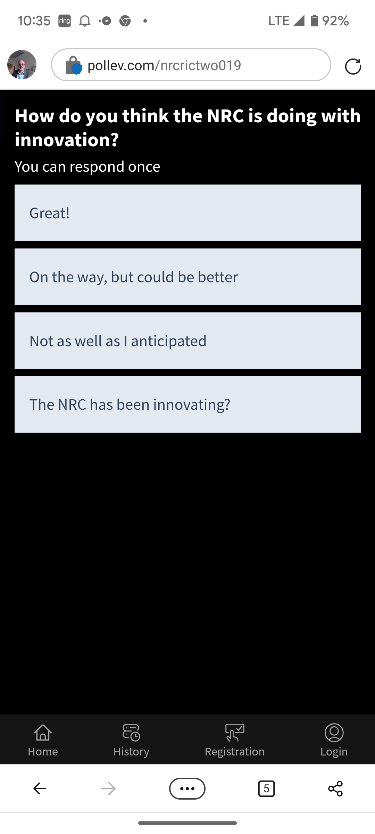 10:35 ring LTE 92%
pollev.com/nrcrictwo019
How do you think the NRC is doing with
innovation?
You can respond once
Great!
On the way, but could be better
Not as well as I anticipated
The NRC has been innovating?
Home History Registration Login
5